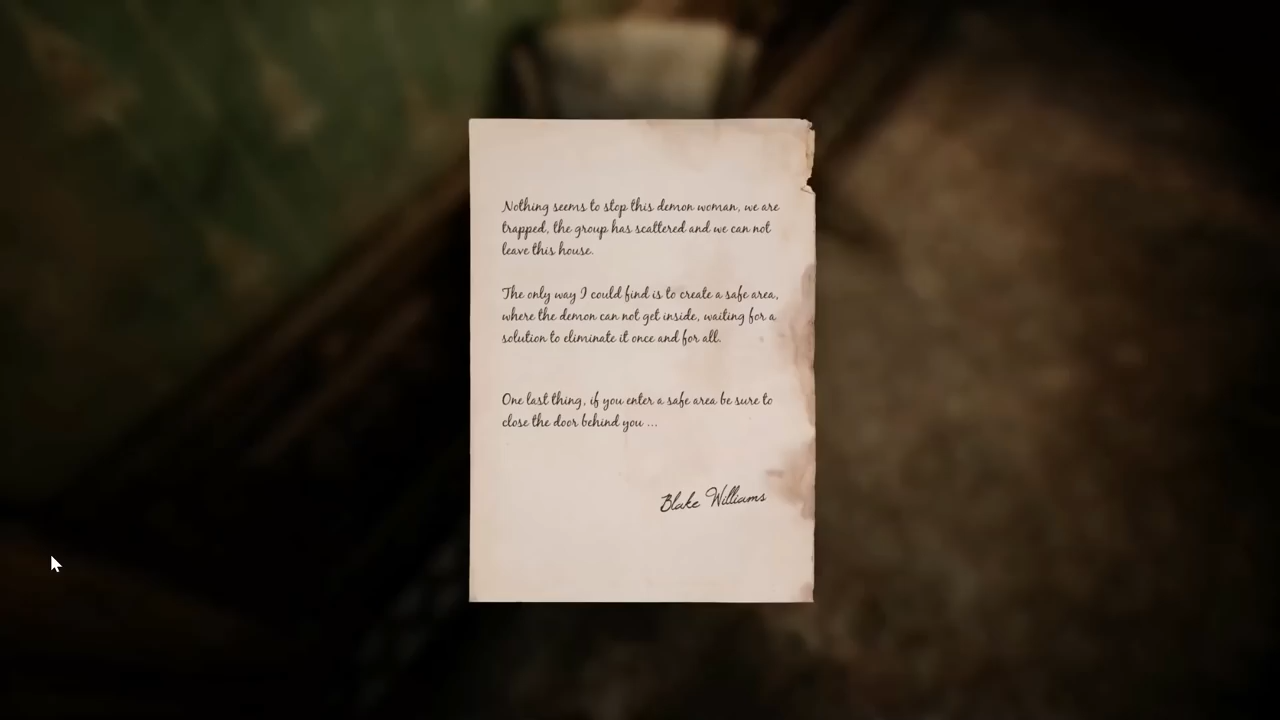 Nothing seems to stop this demon woman, we are
trapped, the group has scattered and we can not
leave this house.
The only way I could find is to create a safe area,
where the demon can not get inside, waiting for a
solution to eliminate it once and for all.
One last thing, if you enter a safe area be sure to
close the door behind you ...
Blake Williams